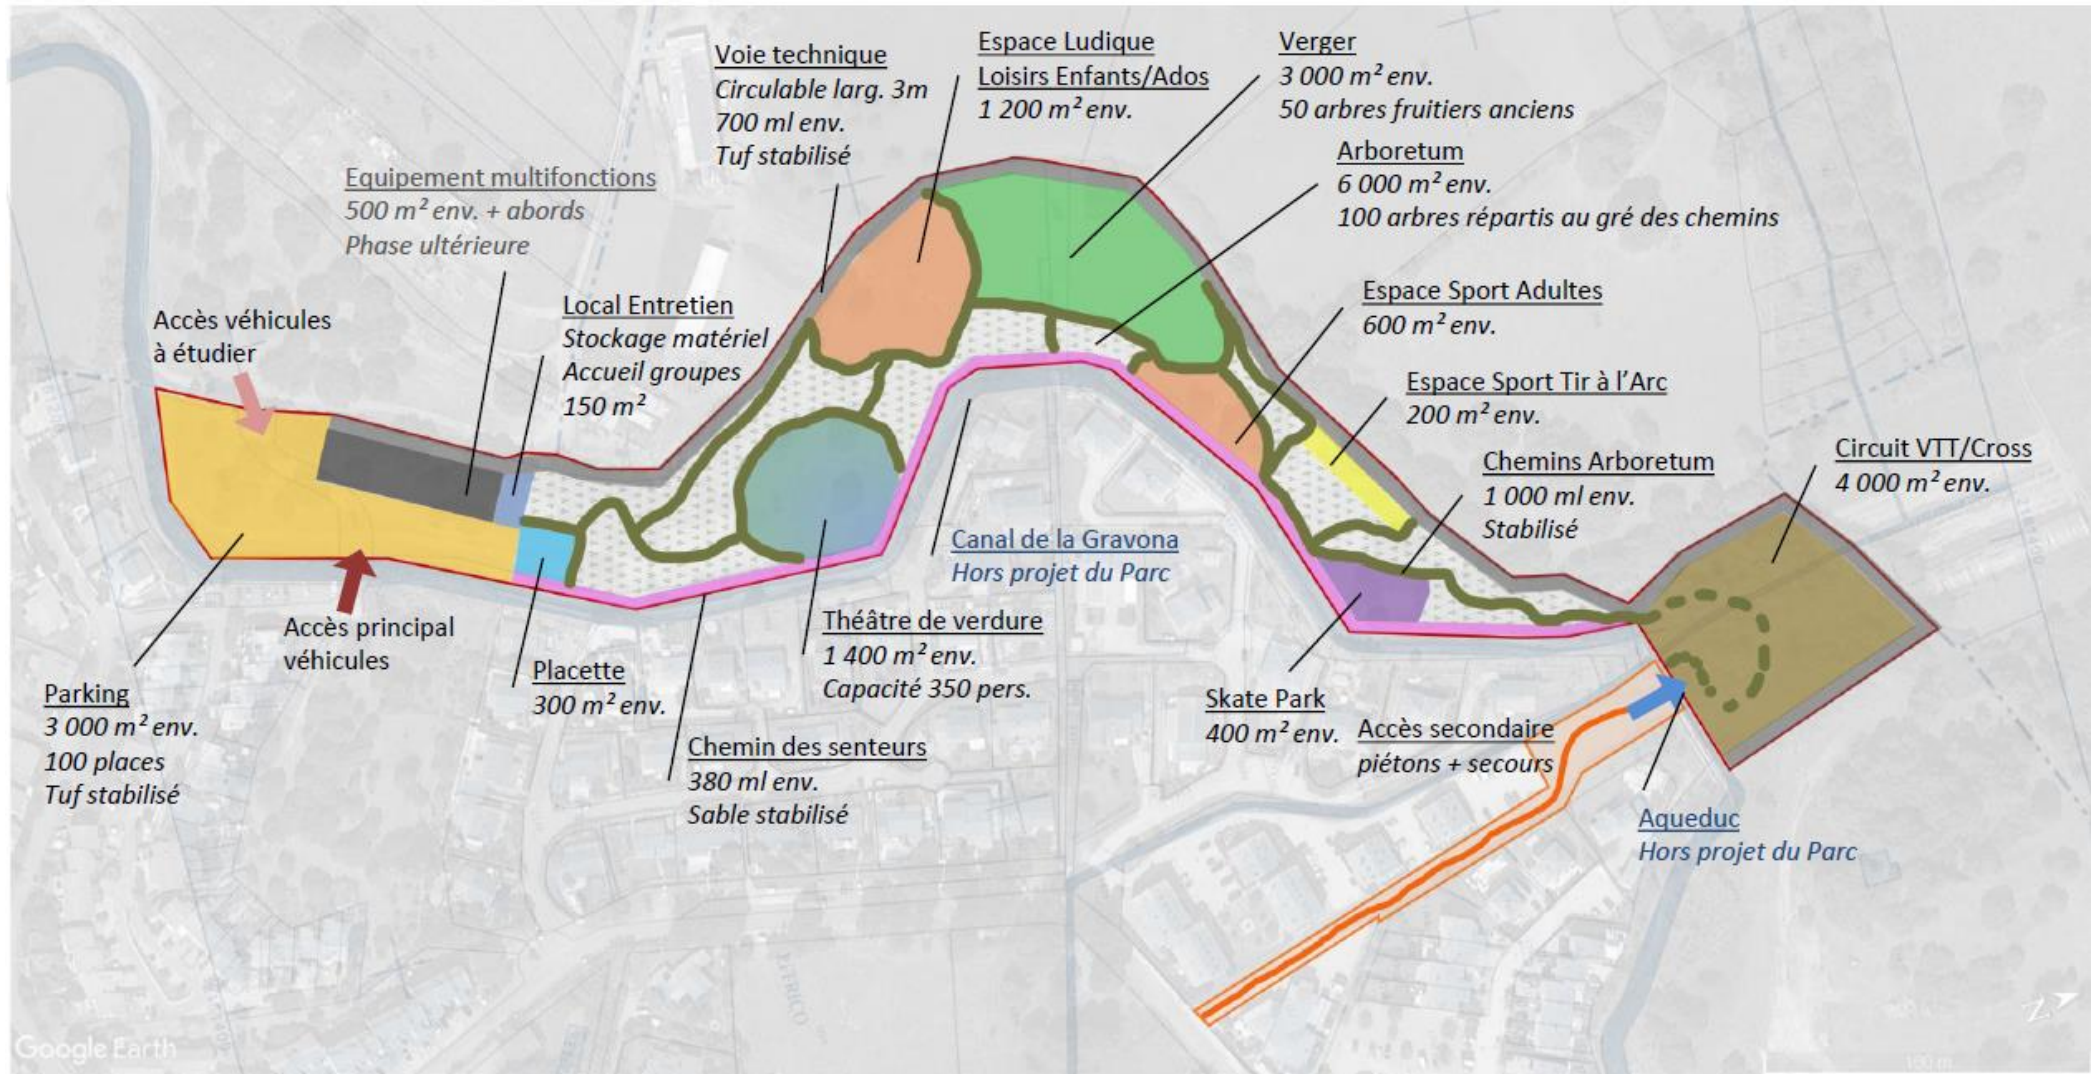 Voie technique
Circulable larg. 3m
700 ml env.
Tuf stabilisé
Espace Ludique
Loisirs Enfants/Ados
1 200 m² env.
Verger
3 000 m² env.
50 arbres fruitiers anciens
Arboretum
6 000 m² env.
100 arbres répartis au gré des chemins
Equipement multifonctions
500 m² env. + abords
Phase ultérieure
Local Entretien
Stockage matériel
Accueil groupes
150 m²
Accès véhicules
à étudier
Espace Sport Adultes
600 m² env.
Espace Sport Tir à l’Arc
200 m² env.
Chemins Arboretum
1 000 ml env.
Stabilisé
Circuit VTT/Cross
4 000 m² env.
Canal de la Gravona
Hors projet du Parc
Accès principal
véhicules
Théâtre de verdure
1 400 m² env.
Capacité 350 pers.
Placette
300 m² env.
Parking
3 000 m² env.
100 places
Tuf stabilisé
Chemin des senteurs
380 ml env.
Sable stabilisé
Skate Park
400 m² env.
Accès secondaire
piétons + secours
Aqueduc
Hors projet du Parc
Google Earth
100 m